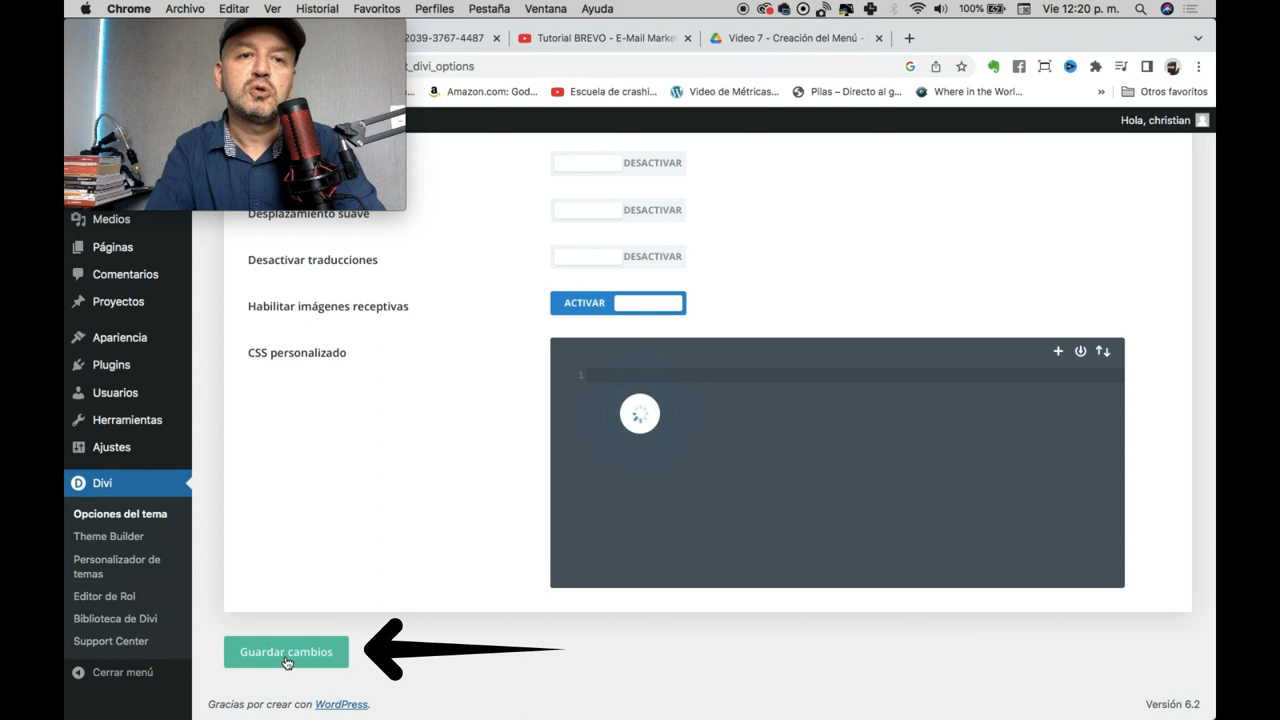 Chrome Archivo Editar Ver Historial Favoritos Perfiles Pestaña Ventana Ayuda 100% Vie 12:20 p. m.
2039-3767-4487 Tutorial BREVO - E-Mail Marke Video 7 - Creación del Menú -
t_divi_options
... Amazon.com: God... Escuela de crashi... Video de Métricas... Pilas – Directo al g... Where in the Worl... » Otros favoritos
Hola, christian
DESACTIVAR
Desplazamiento suave DESACTIVAR
Desactivar traducciones DESACTIVAR
Habilitar imágenes receptivas ACTIVAR
CSS personalizado
1
Medios
Páginas
Comentarios
Proyectos
Apariencia
Plugins
Usuarios
Herramientas
Ajustes
D Divi
Opciones del tema
Theme Builder
Personalizador de
temas
Editor de Rol
Biblioteca de Divi
Support Center
Cerrar menú
Guardar cambios
Gracias por crear con WordPress.
Versión 6.2